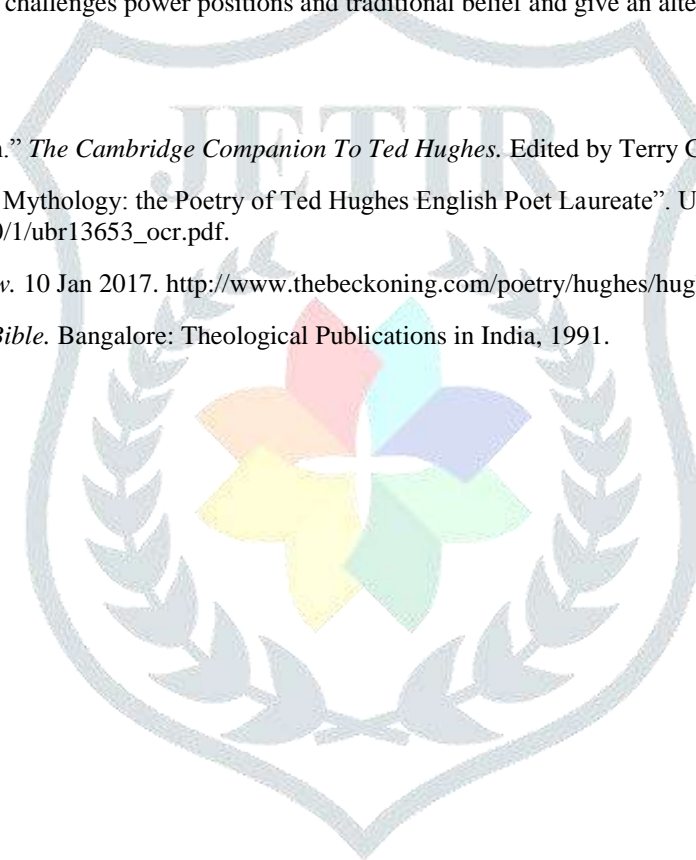 challenges power positions and traditional belief and give an alte
JETIR
n.” The Cambridge Companion To Ted Hughes. Edited by Terry G
Mythology: the Poetry of Ted Hughes English Poet Laureate”. U
0/1/ubr13653_ocr.pdf.
w. 10 Jan 2017. http://www.thebeckoning.com/poetry/hughes/hugh
Bible. Bangalore: Theological Publications in India, 1991.